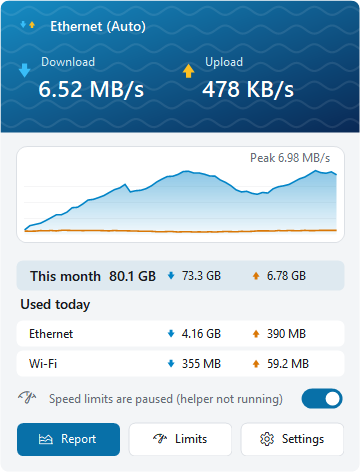 Ethernet (Auto)
Download
Upload
6.52 MB/s
478 KB/s
Peak 6.98 MB/s
This month 80.1 GB 73.3 GB 6.78 GB
Used today
Ethernet 4.16 GB 390 MB
Wi-Fi 355 MB 59.2 MB
Speed limits are paused (helper not running)
Report
Limits
Settings